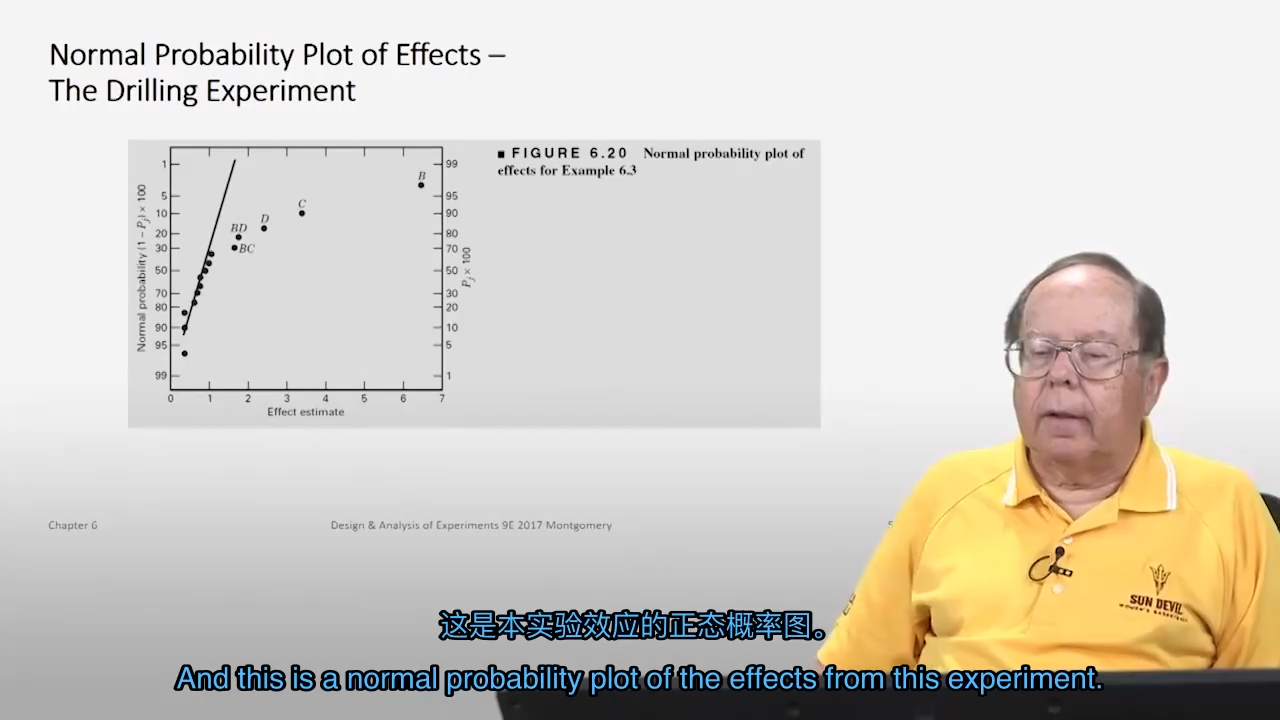 Normal Probability Plot of Effects –
The Drilling Experiment
■ FIGURE 6.20 Normal probability plot of
effects for Example 6.3
Normal probability (1 − Pj) × 100
1
5
10
20
30
50
70
80
90
95
99
B
C
D
BD
BC
99
95
90
80
70
50
30
20
10
5
1
Pj × 100
0 1 2 3 4 5 6 7
Effect estimate
Chapter 6
Design & Analysis of Experiments 9E 2017 Montgomery
SUN DEVIL
这是本实验效应的正态概率图。
And this is a normal probability plot of the effects from this experiment.